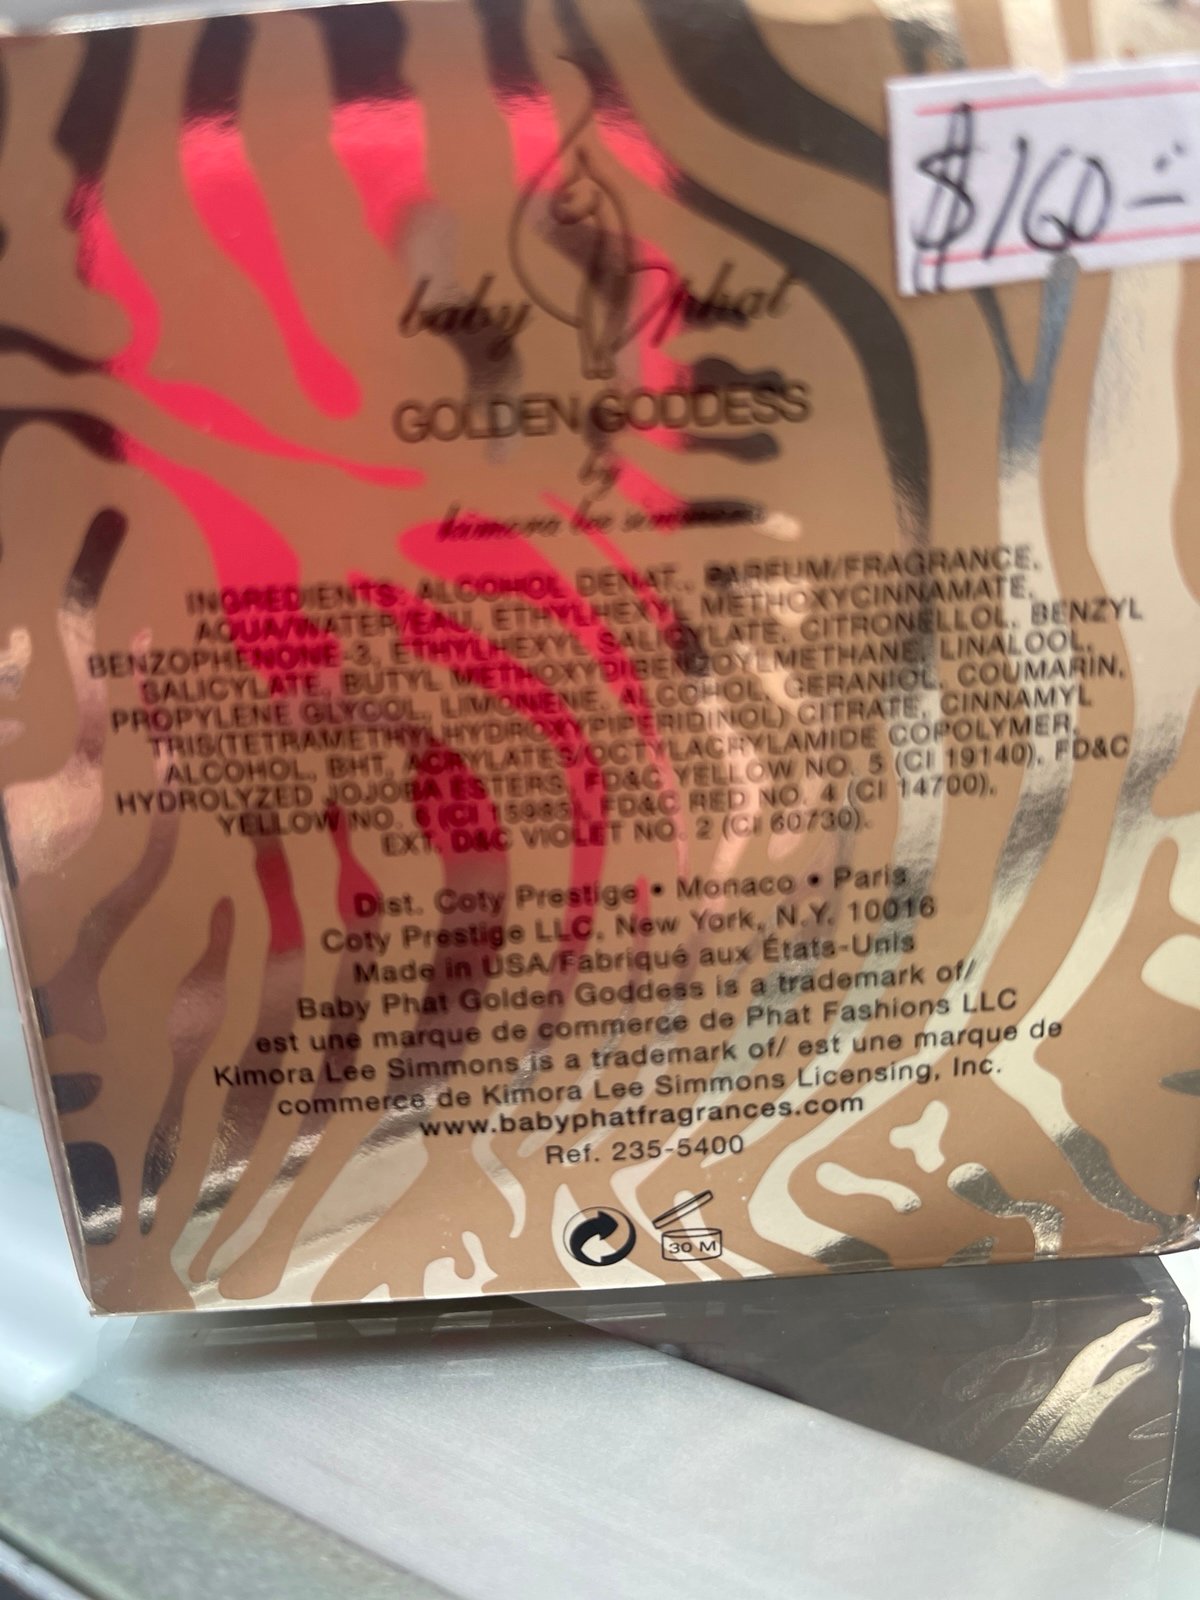 $160-
baby phat
GOLDEN GODDESS
by
kimora lee simmons
INGREDIENTS: ALCOHOL DENAT., PARFUM/FRAGRANCE,
AQUA/WATER/EAU, ETHYLHEXYL METHOXYCINNAMATE,
BENZOPHENONE-3, ETHYLHEXYL SALICYLATE, CITRONELLOL, BENZYL
SALICYLATE, BUTYL METHOXYDIBENZOYLMETHANE, LINALOOL,
PROPYLENE GLYCOL, LIMONENE, ALCOHOL, GERANIOL, COUMARIN,
TRIS(TETRAMETHYLHYDROXYPIPERIDINOL) CITRATE, CINNAMYL
ALCOHOL, BHT, ACRYLATES/OCTYLACRYLAMIDE COPOLYMER,
HYDROLYZED JOJOBA ESTERS, FD&C YELLOW NO. 5 (CI 19140), FD&C
YELLOW NO. 6 (CI 15985), FD&C RED NO. 4 (CI 14700),
EXT. D&C VIOLET NO. 2 (CI 60730).
Dist. Coty Prestige • Monaco • Paris
Coty Prestige LLC, New York, N.Y. 10016
Made in USA/Fabriqué aux États-Unis
Baby Phat Golden Goddess is a trademark of/
est une marque de commerce de Phat Fashions LLC
Kimora Lee Simmons is a trademark of/ est une marque de
commerce de Kimora Lee Simmons Licensing, Inc.
www.babyphatfragrances.com
Ref. 235-5400
30 M